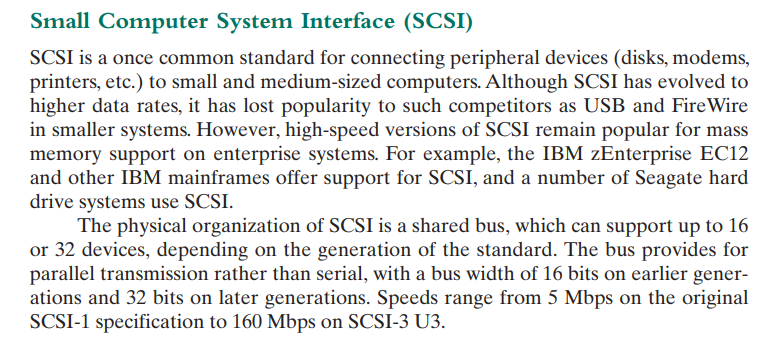 Small Computer System Interface (SCSI)
SCSI is a once common standard for connecting peripheral devices (disks, modems,
printers, etc.) to small and medium-sized computers. Although SCSI has evolved to
higher data rates, it has lost popularity to such competitors as USB and FireWire
in smaller systems. However, high-speed versions of SCSI remain popular for mass
memory support on enterprise systems. For example, the IBM zEnterprise EC12
and other IBM mainframes offer support for SCSI, and a number of Seagate hard
drive systems use SCSI.
The physical organization of SCSI is a shared bus, which can support up to 16
or 32 devices, depending on the generation of the standard. The bus provides for
parallel transmission rather than serial, with a bus width of 16 bits on earlier gener-
ations and 32 bits on later generations. Speeds range from 5 Mbps on the original
SCSI-1 specification to 160 Mbps on SCSI-3 U3.